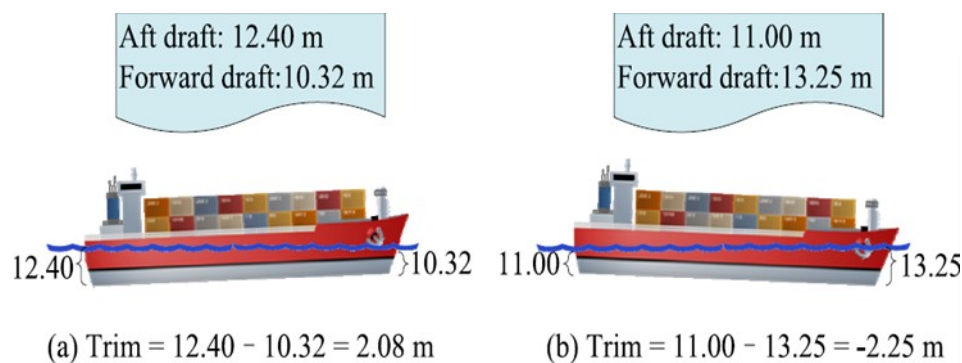 Aft draft: 12.40 m
Forward draft:10.32 m
12.40
10.32
(a) Trim = 12.40 - 10.32 = 2.08 m
Aft draft: 11.00 m
Forward draft:13.25 m
11.00
13.25
(b) Trim = 11.00 - 13.25 = -2.25 m